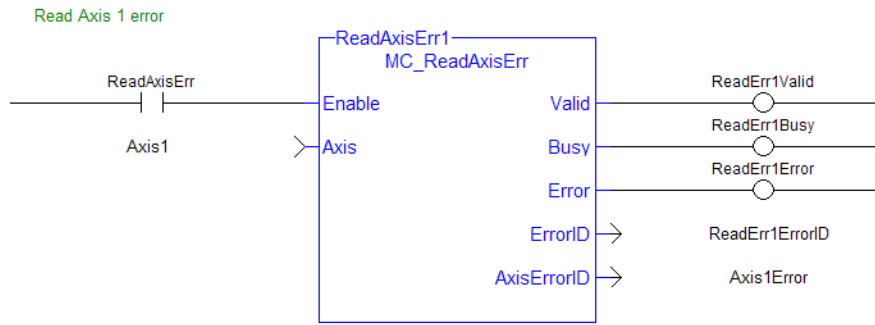 Read Axis 1 error
ReadAxisErr1
MC_ReadAxisErr
ReadAxisErr
Enable
Valid
ReadErr1Valid
Axis1
Axis
Busy
ReadErr1Busy
Error
ReadErr1Error
ErrorID
ReadErr1ErrorID
AxisErrorID
Axis1Error